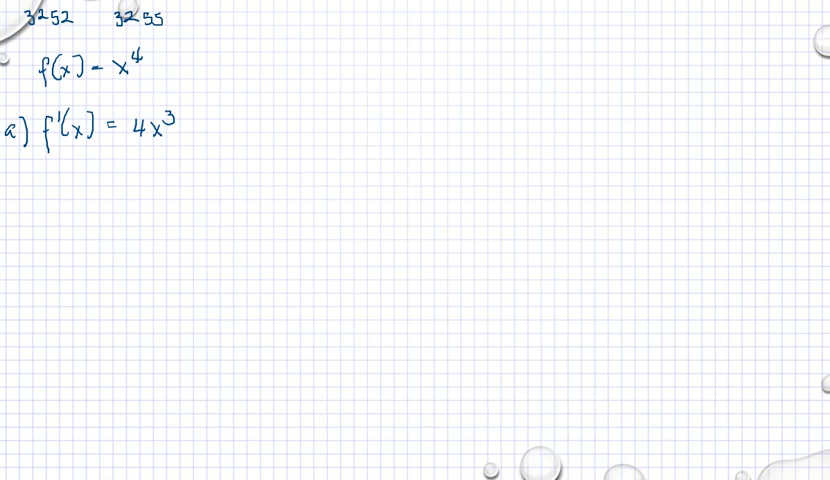 3252 3255
f(x) = x⁴
a) f'(x) = 4x³